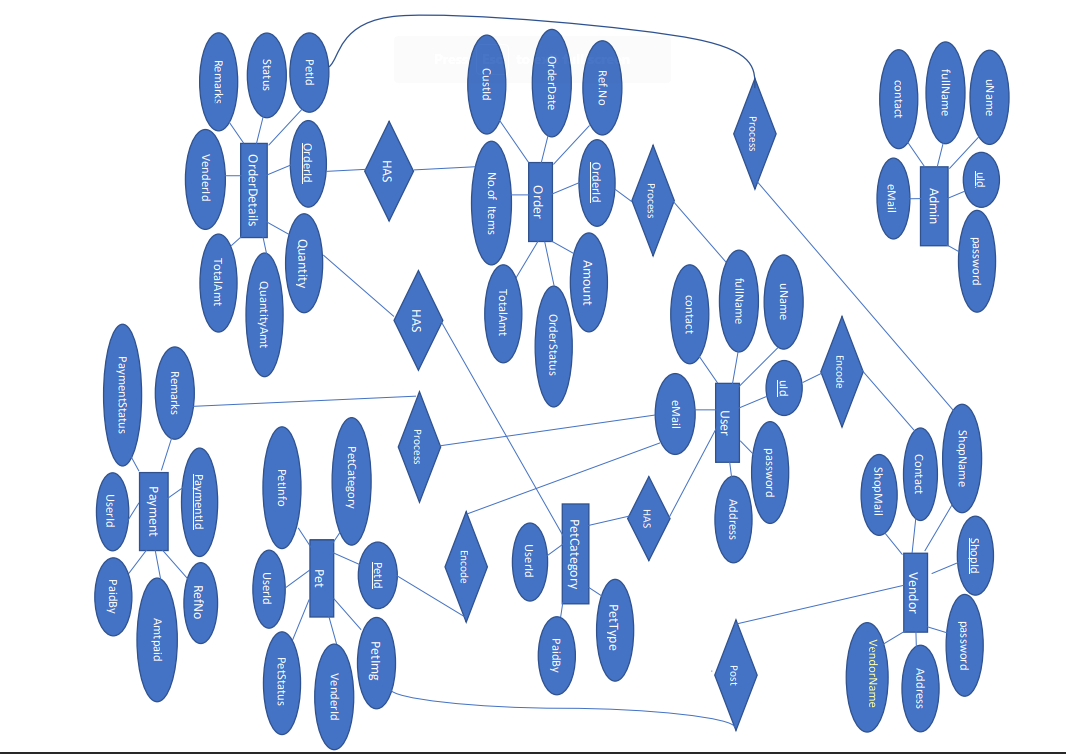 Remarks
Status
PetId
VenderId
OrderDetails
OrderId
TotalAmt
QuantityAmt
Quantity
HAS
CustId
OrderDate
Ref.No
No.of Items
Order
OrderId
TotalAmt
OrderStatus
Amount
Process
Process
contact
fullName
uName
eMail
Admin
uid
password
HAS
contact
fullName
uName
eMail
User
uid
password
Address
Encode
PaymentStatus
Remarks
UserId
Payment
PaymentId
PaidBy
Amtpaid
RefNo
Process
PetInfo
PetCategory
UserId
Pet
PetId
PetStatus
VenderId
PetImg
Encode
UserId
PetCategory
PaidBy
PetType
HAS
ShopMail
Contact
ShopName
Vendor
ShopId
VendorName
Address
password
Post